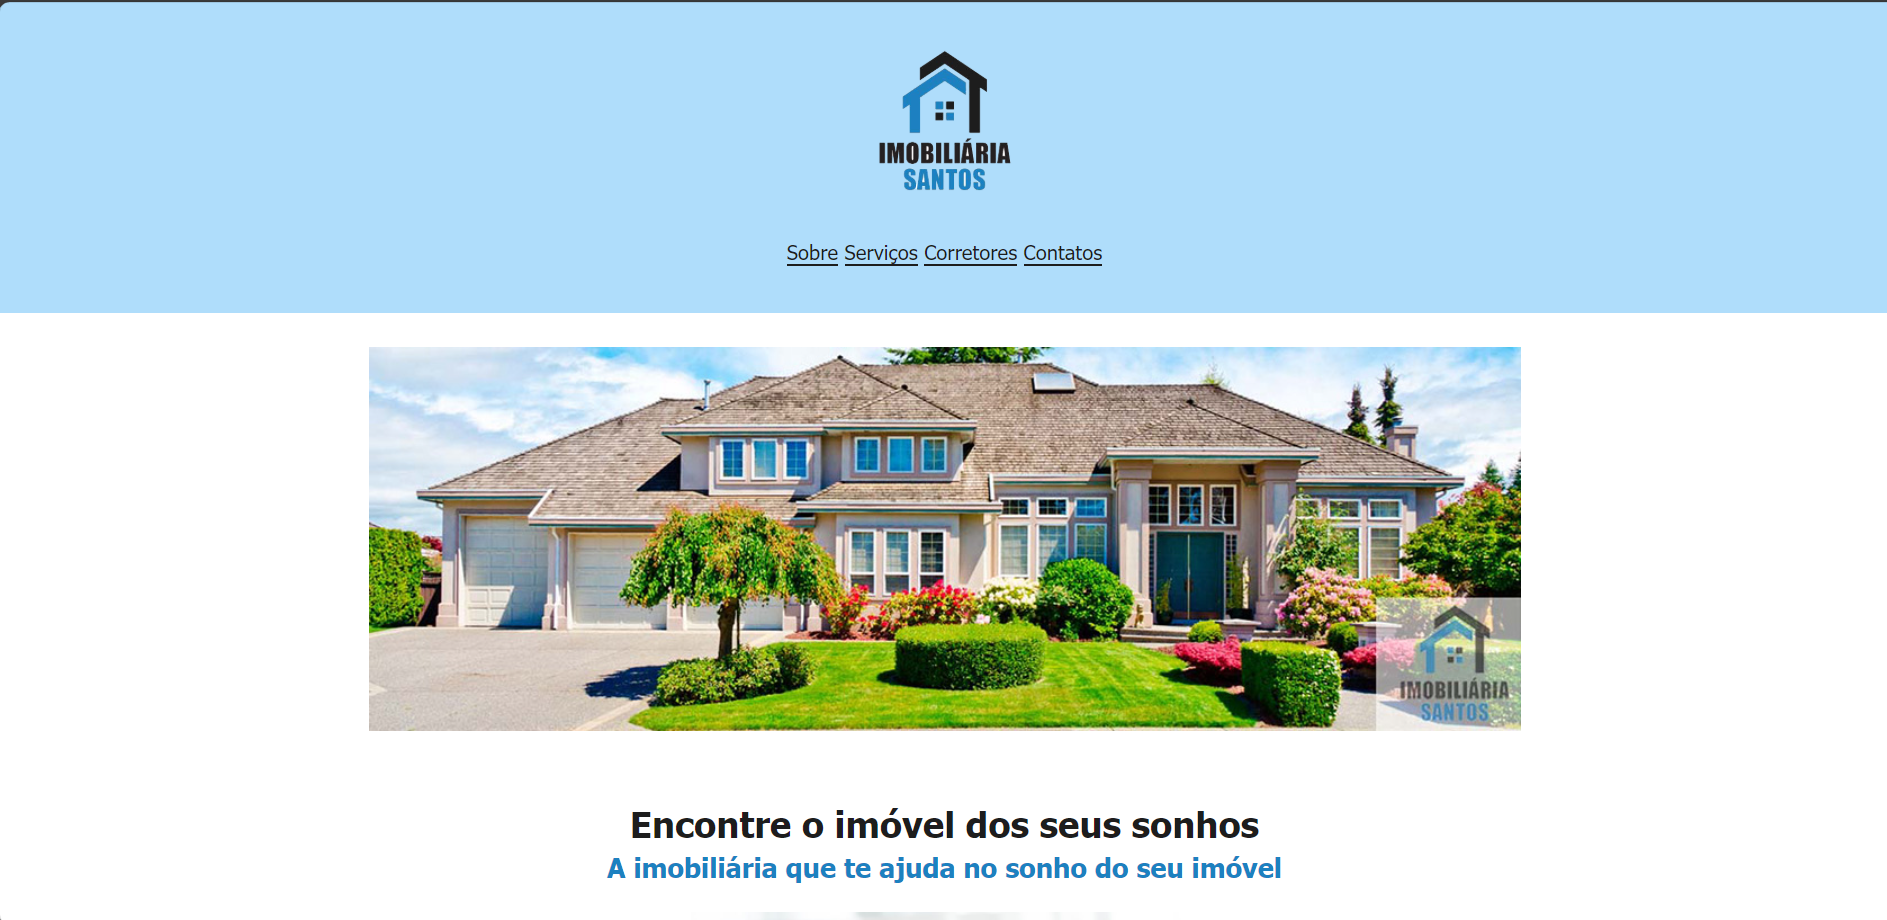 IMOBILIÁRIA
SANTOS
Sobre Serviços Corretores Contatos
IMOBILIÁRIA
SANTOS
Encontre o imóvel dos seus sonhos
A imobiliária que te ajuda no sonho do seu imóvel